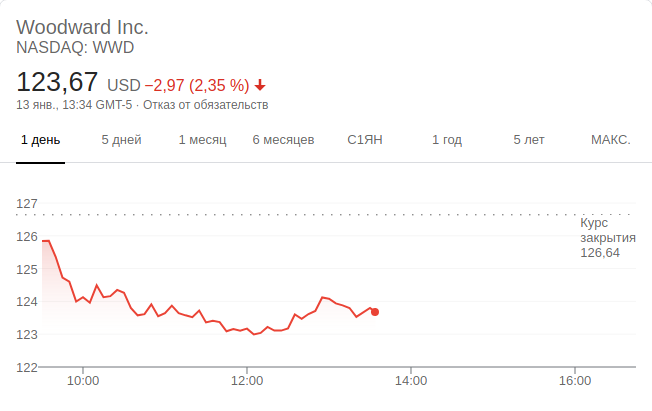 Woodward Inc.
NASDAQ: WWD
123,67 USD −2,97 (2,35 %)
13 янв., 13:34 GMT-5 · Отказ от обязательств
1 день 5 дней 1 месяц 6 месяцев С1ЯН 1 год 5 лет МАКС.
127
Курс
закрытия
126,64
126
125
124
123
122
10:00 12:00 14:00 16:00